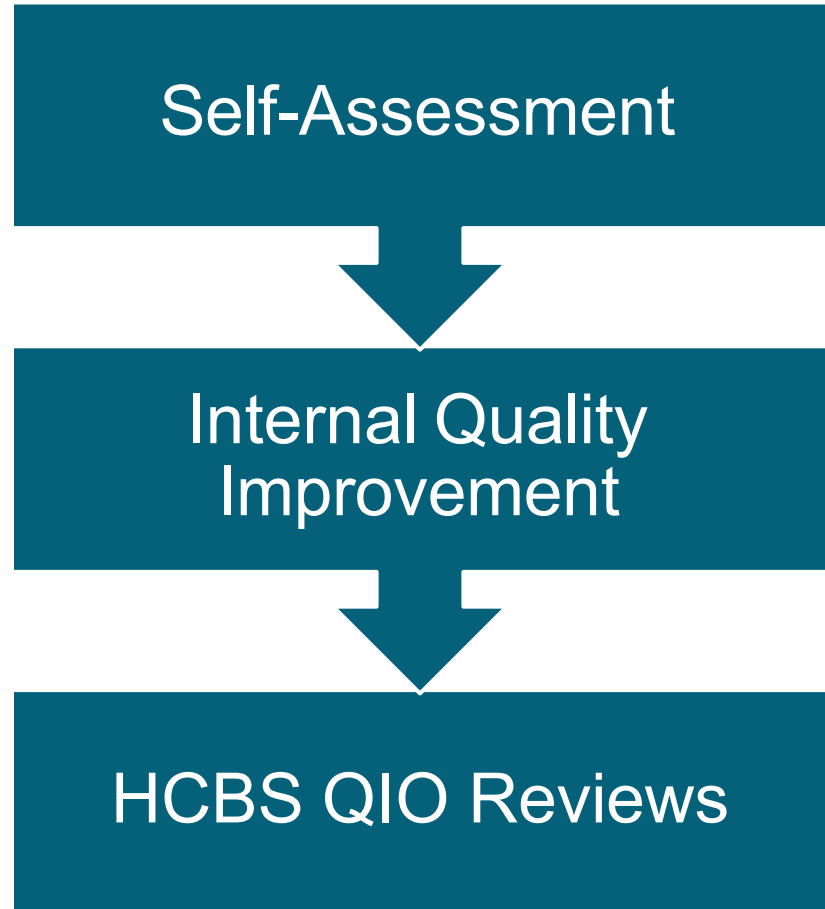 Self-Assessment
Internal Quality
Improvement
HCBS QIO Reviews